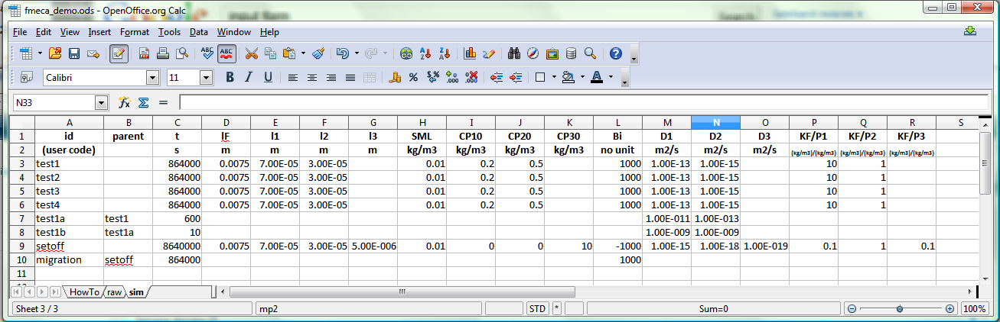 fmeca_demo.ods - OpenOffice.org Calc
File Edit View Insert Format Tools Data Window Help
Calibri 11
N33
A B C D E F G H I J K L M N O P Q R S
1 id parent t lF l1 l2 l3 SML CP10 CP20 CP30 Bi D1 D2 D3 KF/P1 KF/P2 KF/P3
2 (user code) s m m m m kg/m3 kg/m3 kg/m3 kg/m3 no unit m2/s m2/s m2/s (kg/m3)/(kg/m3) (kg/m3)/(kg/m3) (kg/m3)/(kg/m3)
3 test1 864000 0.0075 7.00E-05 3.00E-05 0.01 0.2 0.5 1000 1.00E-13 1.00E-15 10 1
4 test2 864000 0.0075 7.00E-05 3.00E-05 0.01 0.2 0.5 1000 1.00E-13 1.00E-15 10 1
5 test3 864000 0.0075 7.00E-05 3.00E-05 0.01 0.2 0.5 1000 1.00E-13 1.00E-15 10 1
6 test4 864000 0.0075 7.00E-05 3.00E-05 0.01 0.2 0.5 1000 1.00E-13 1.00E-15 10 1
7 test1a test1 600 1.00E-011 1.00E-013
8 test1b test1a 10 1.00E-009 1.00E-009
9 setoff 8640000 0.0075 7.00E-05 3.00E-05 5.00E-006 0.01 0 0 10 -1000 1.00E-15 1.00E-18 1.00E-019 0.1 1 0.1
10 migration setoff 864000 1000
11
HowTo raw sim
Sheet 3 / 3 mp2 STD * Sum=0 100%